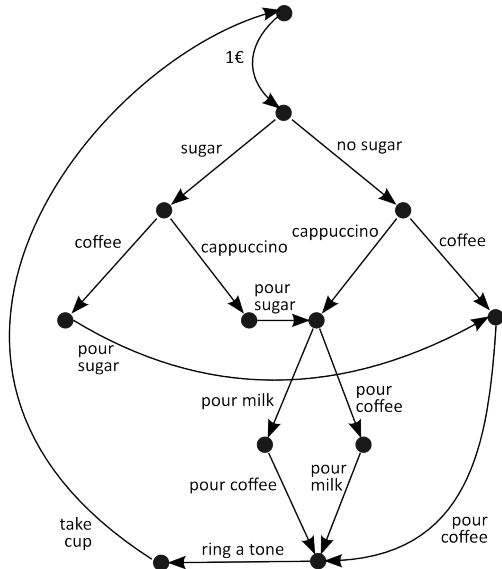 1€
sugar
no sugar
coffee
cappuccino
cappuccino
coffee
pour
sugar
pour
sugar
pour milk
pour
coffee
pour coffee
pour
milk
pour
coffee
take
cup
ring a tone